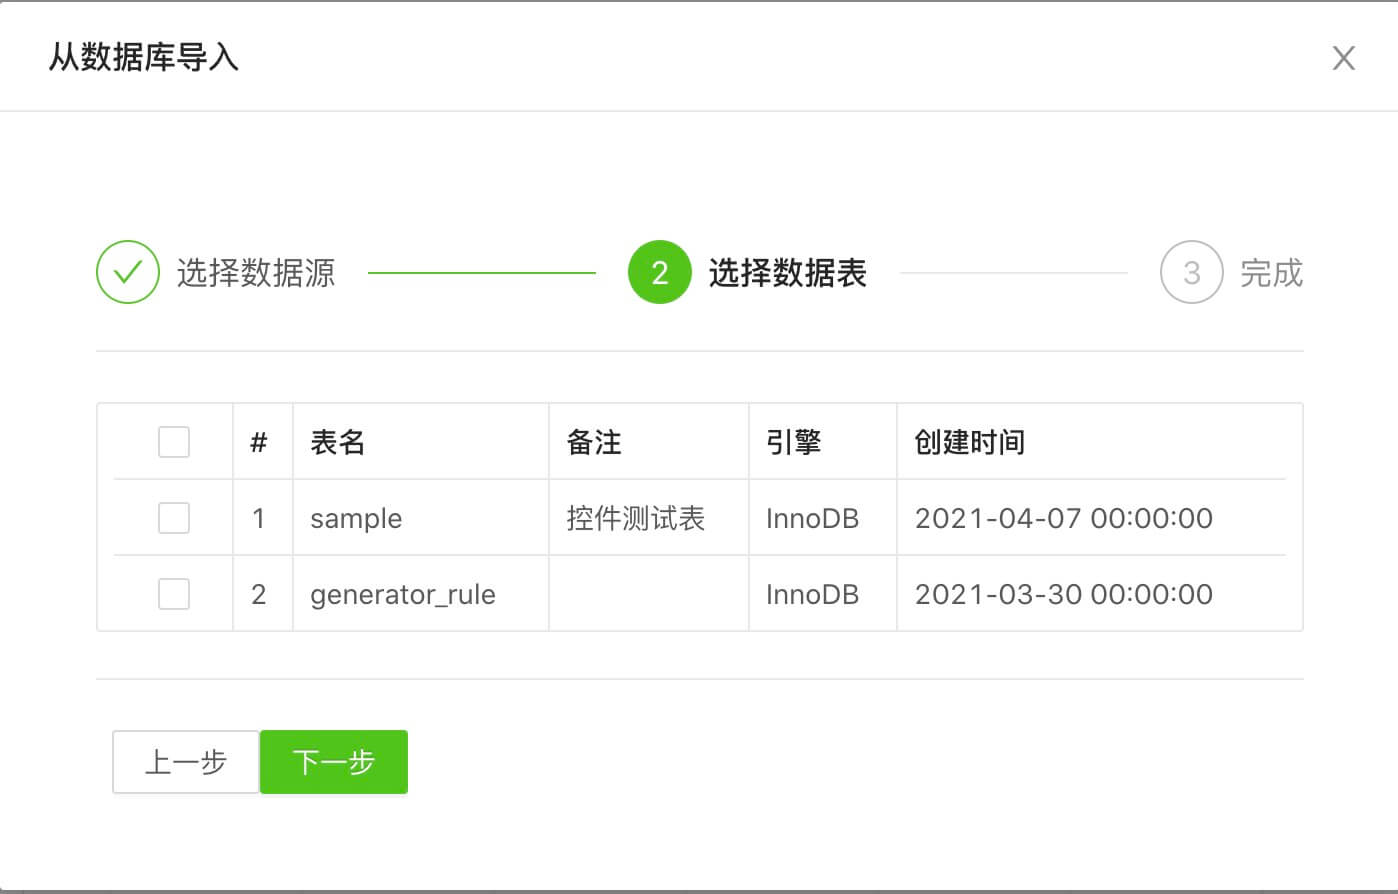 从数据库导入
选择数据源 2 选择数据表 3 完成
# 表名 备注 引擎 创建时间
1 sample 控件测试表 InnoDB 2021-04-07 00:00:00
2 generator_rule InnoDB 2021-03-30 00:00:00
上一步 下一步